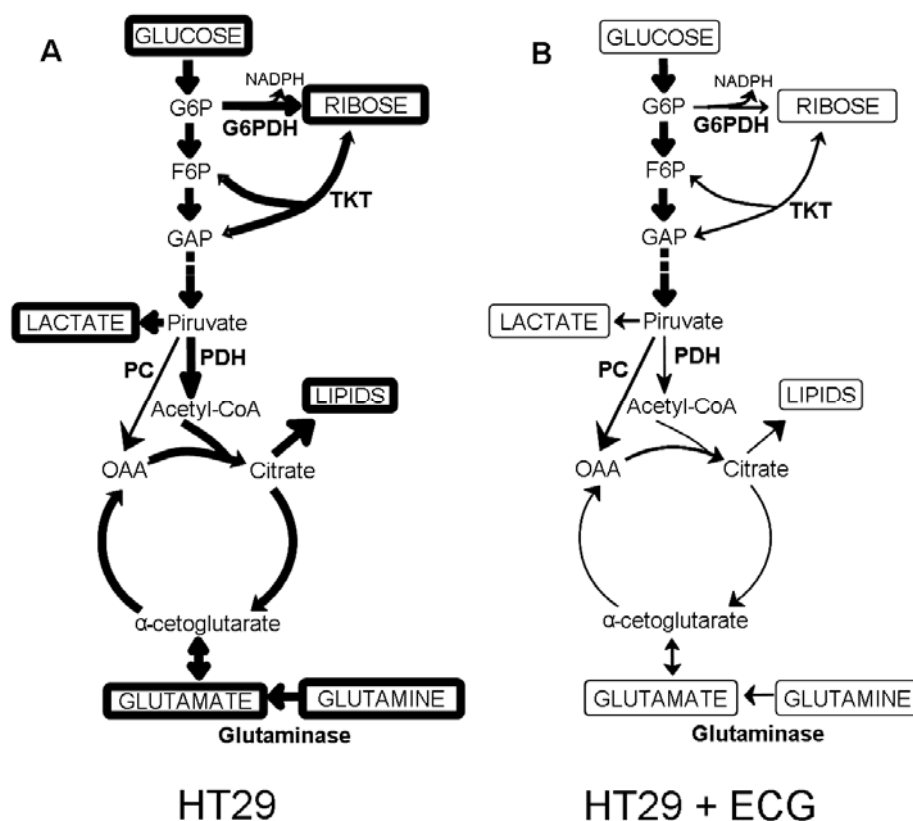 A
GLUCOSE
NADPH
G6P
RIBOSE
G6PDH
F6P
TKT
GAP
LACTATE
Piruvate
PC
PDH
LIPIDS
Acetyl-CoA
OAA
Citrate
α-cetoglutarate
GLUTAMATE
GLUTAMINE
Glutaminase
HT29
B
GLUCOSE
NADPH
G6P
RIBOSE
G6PDH
F6P
TKT
GAP
LACTATE
Piruvate
PC
PDH
LIPIDS
Acetyl-CoA
OAA
Citrate
α-cetoglutarate
GLUTAMATE
GLUTAMINE
Glutaminase
HT29 + ECG